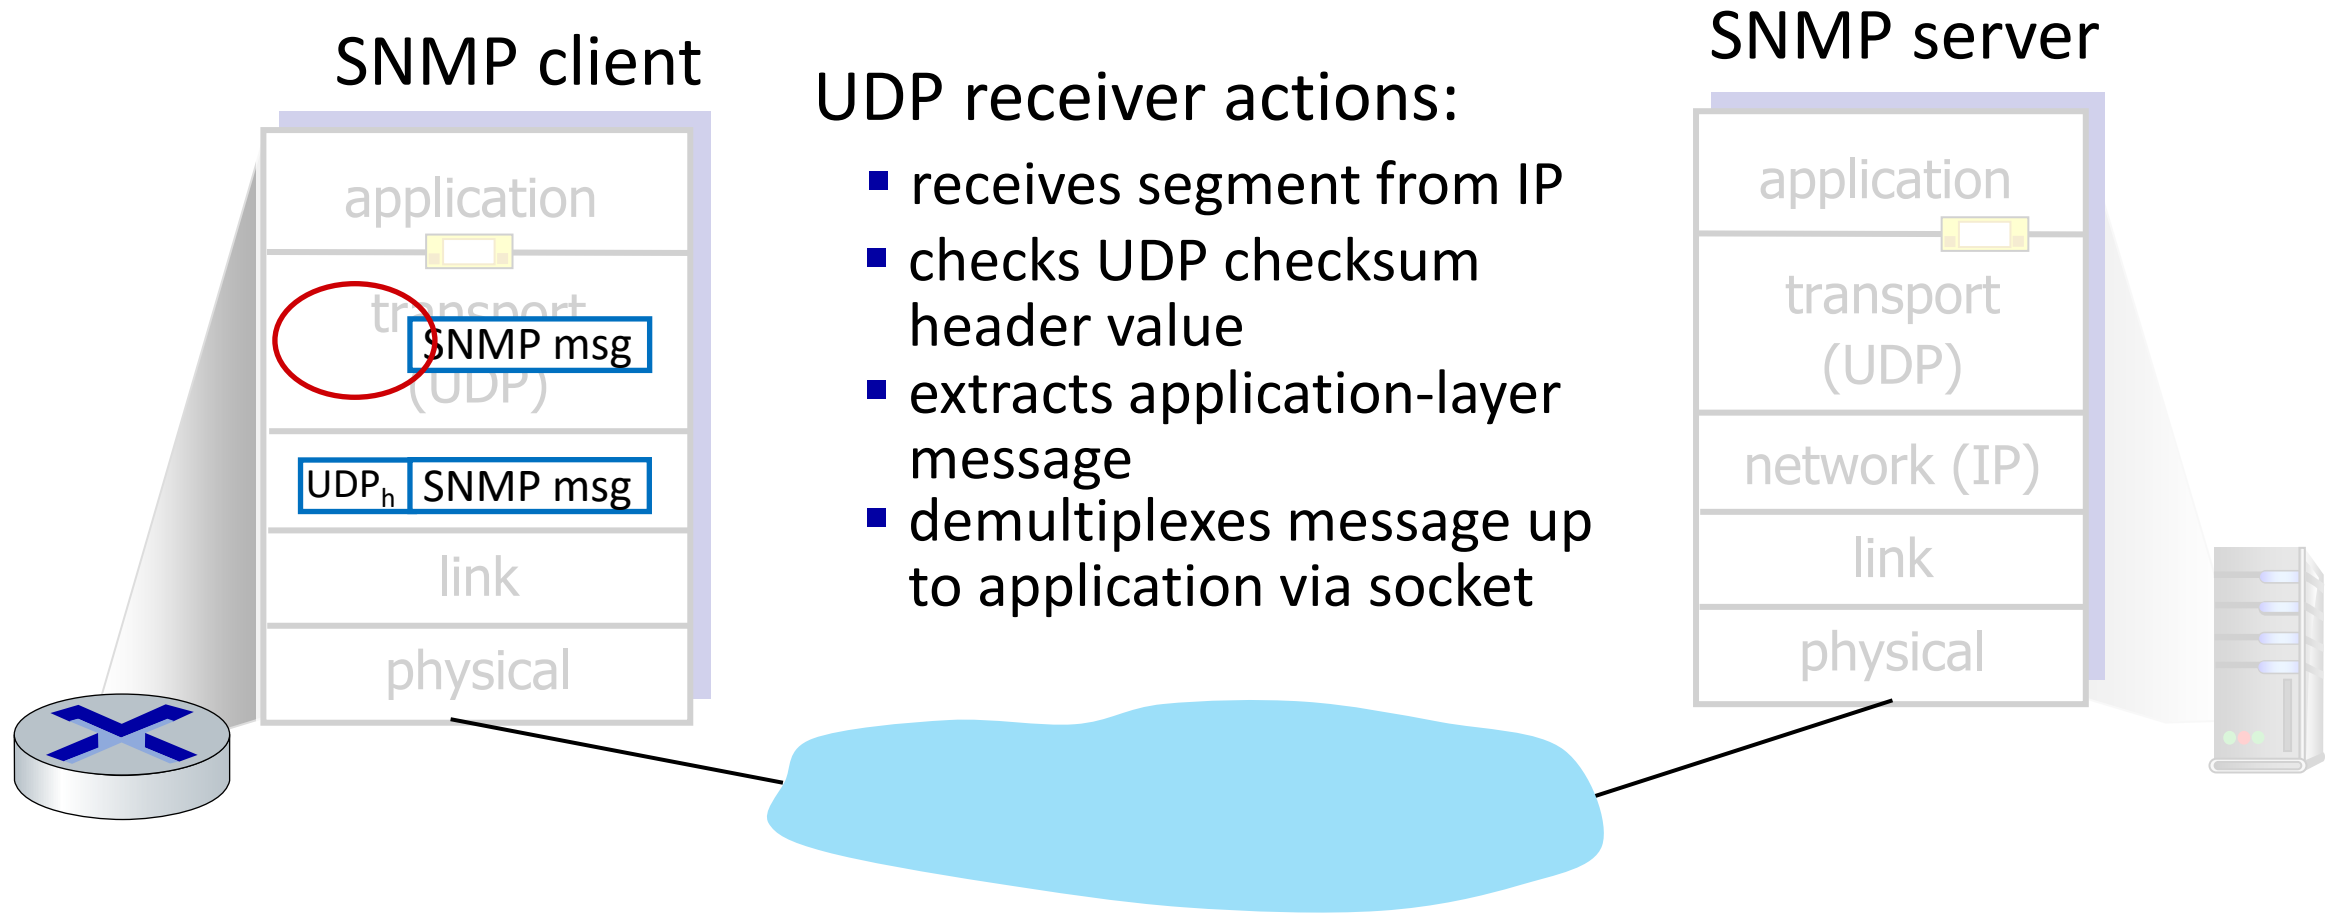 SNMP client
application
transport
SNMP msg
(UDP)
UDPh SNMP msg
link
physical
UDP receiver actions:
receives segment from IP
checks UDP checksum
header value
extracts application-layer
message
demultiplexes message up
to application via socket
SNMP server
application
transport
(UDP)
network (IP)
link
physical